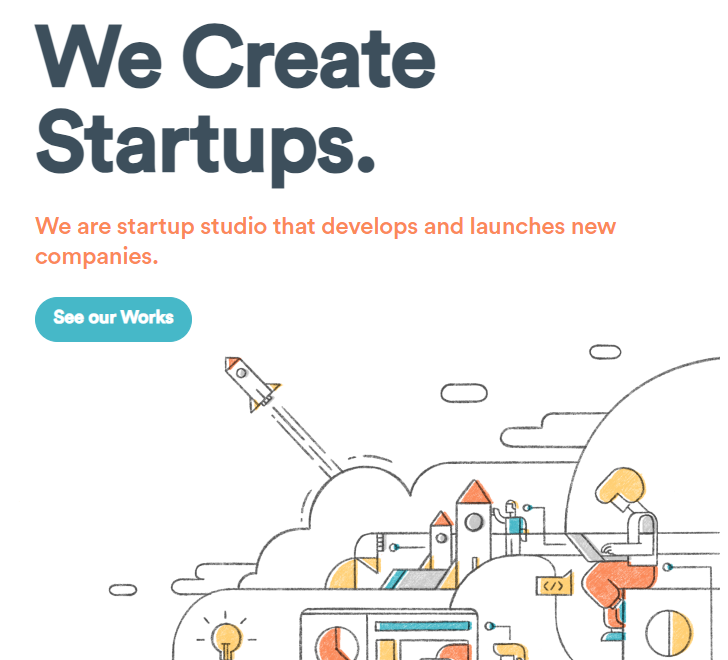 We Create
Startups.
We are startup studio that develops and launches new
companies.
See our Works
</>